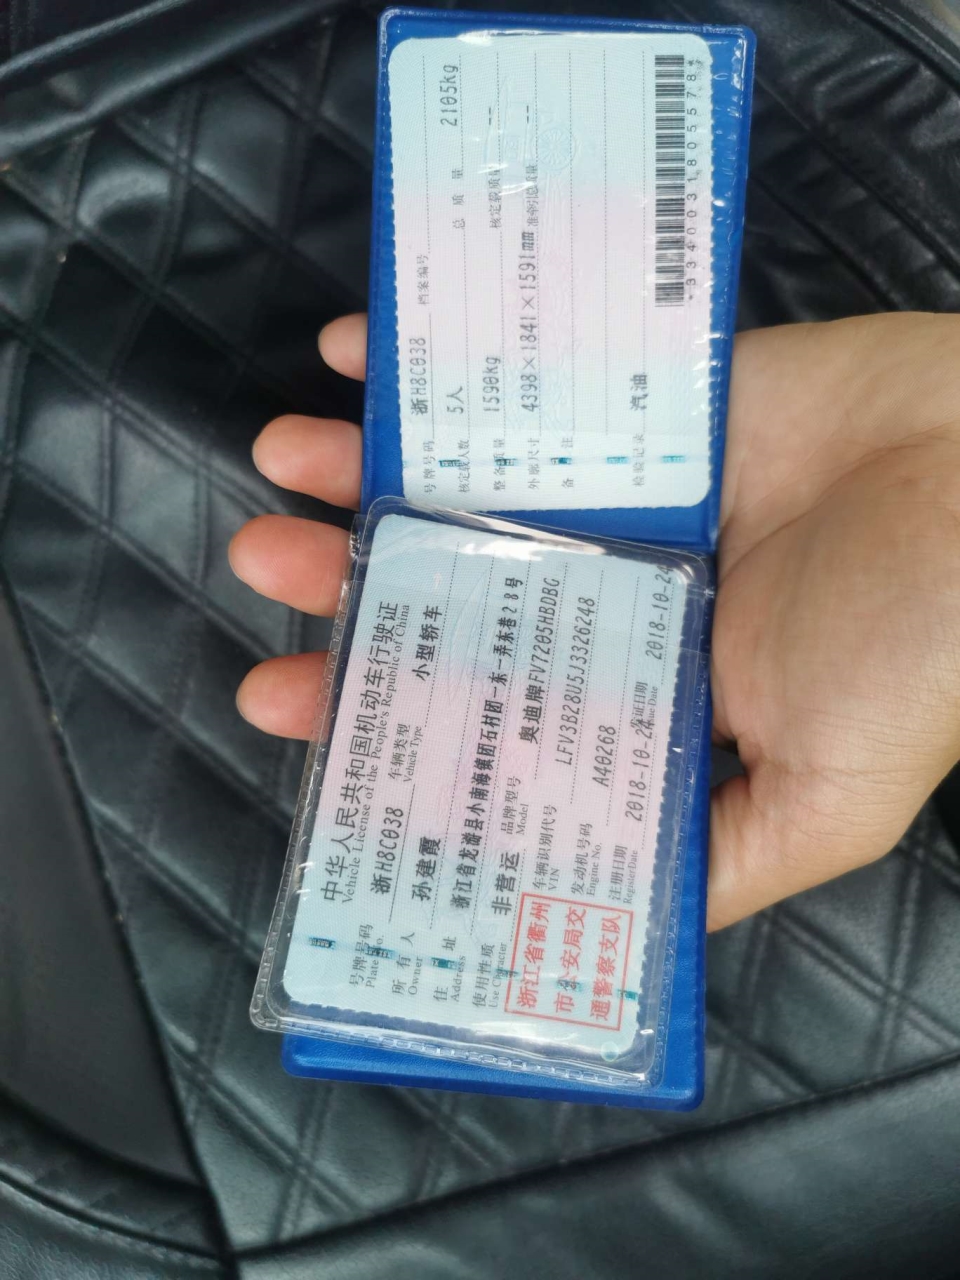 中华人民共和国机动车行驶证
Vehicle License of the People's Republic of China
号牌号码 浙H8C038 车辆类型 小型轿车
Plate No. Vehicle Type
所有人 孙建霞
Owner
住址 浙江省龙游县小南海镇团石村团一东一弄东巷28号
Address
使用性质 非营运 品牌型号 奥迪牌FV7205HBDBG
Use Character Model
浙江省衢州
市公安局交
通警察支队
车辆识别代号 LFV3B28U5J3326248
VIN
发动机号码 A40268
Engine No.
注册日期 2018-10-24 发证日期 2018-10-24
Register Date Issue Date
号牌号码 浙H8C038 档案编号
核定载人数 5人 总质量 2105kg
整备质量 1590kg 核定载质量 --
外廓尺寸 4398×1841×1591mm 准牵引总质量 --
备注
检验记录 汽油
*3340031805578*